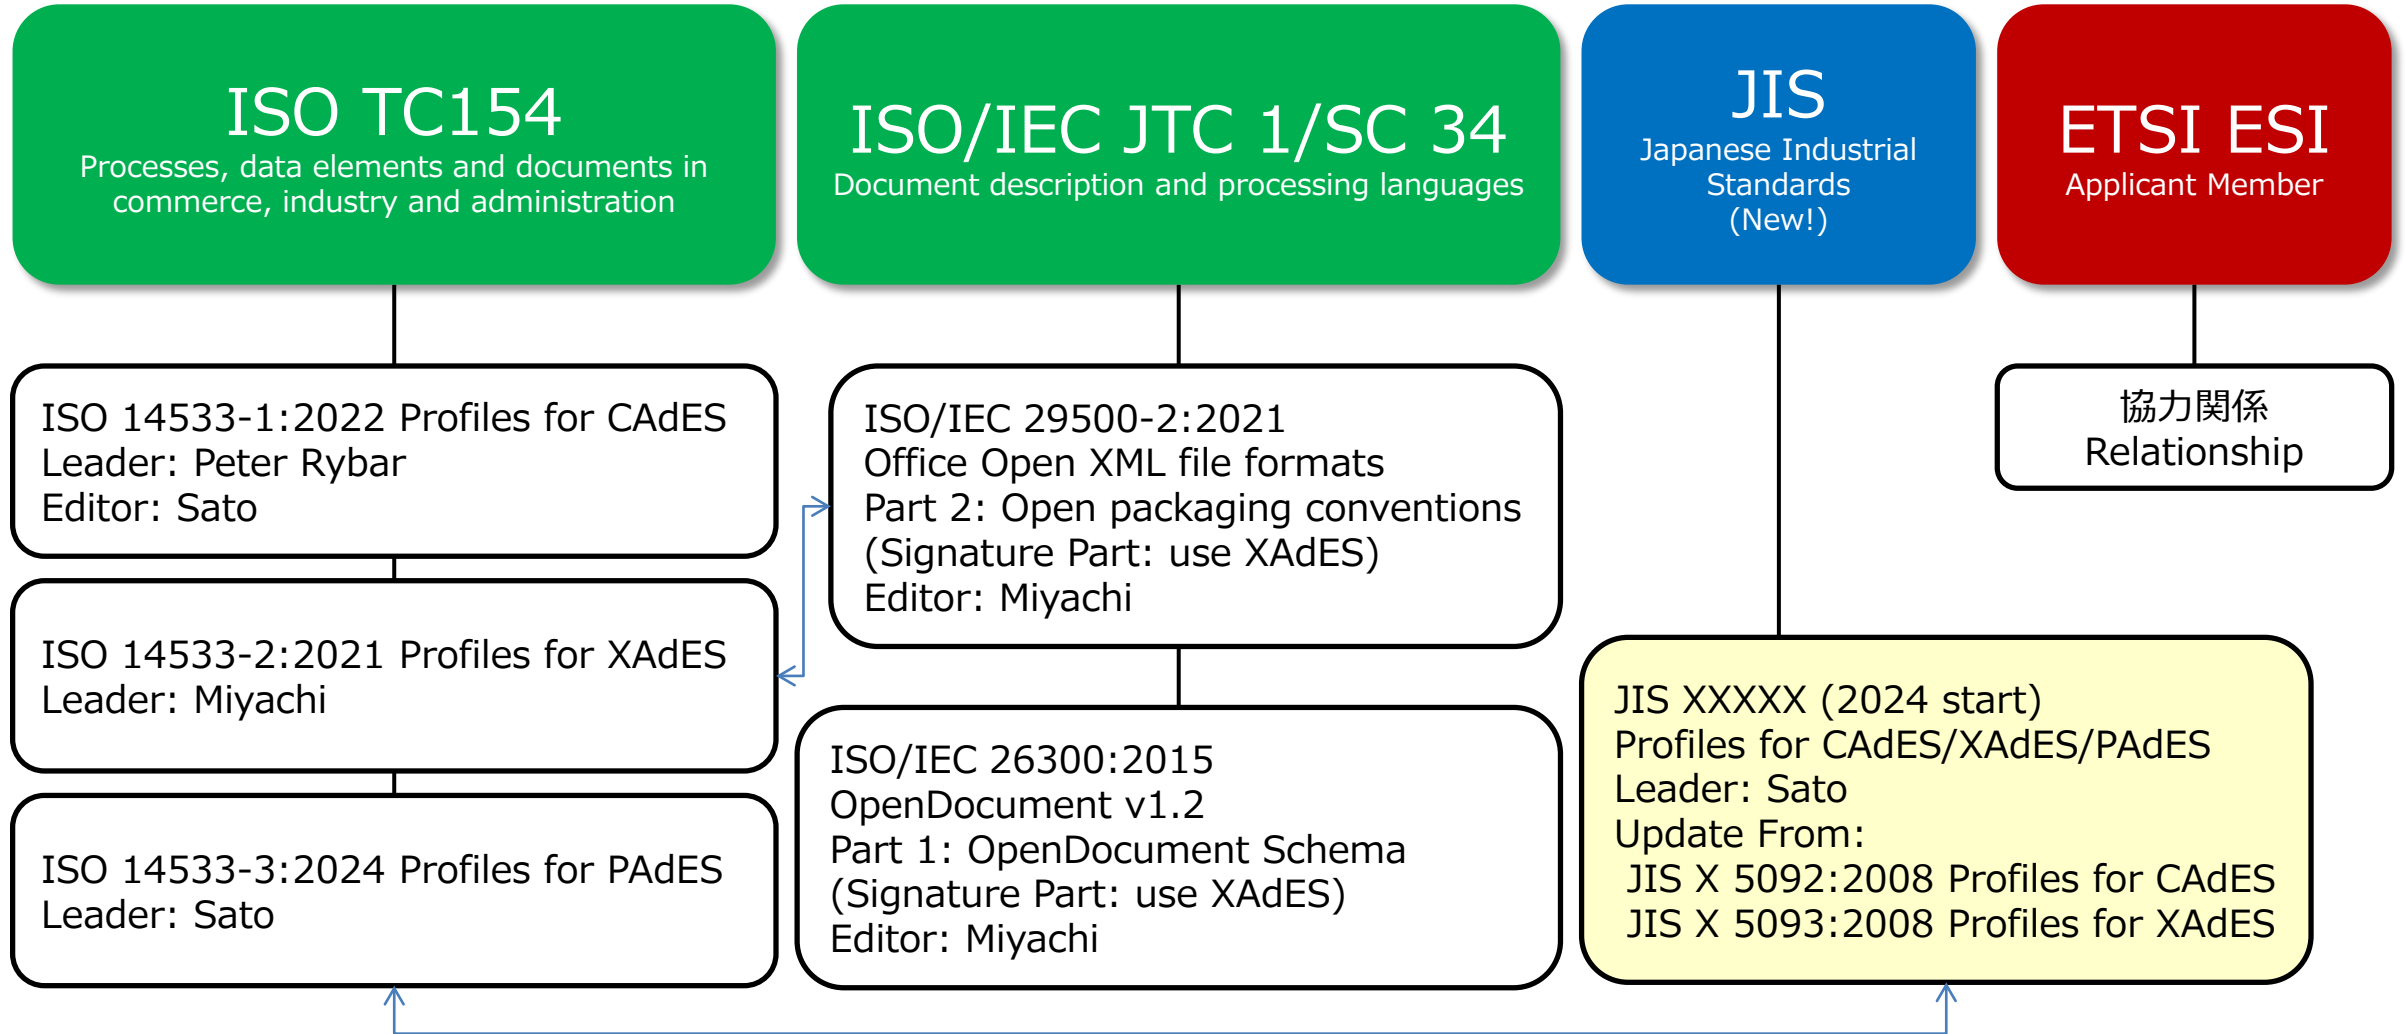 ISO TC154
Processes, data elements and documents in
commerce, industry and administration
ISO/IEC JTC 1/SC 34
Document description and processing languages
JIS
Japanese Industrial
Standards
(New!)
ETSI ESI
Applicant Member
ISO 14533-1:2022 Profiles for CAdES
Leader: Peter Rybar
Editor: Sato
ISO 14533-2:2021 Profiles for XAdES
Leader: Miyachi
ISO 14533-3:2024 Profiles for PAdES
Leader: Sato
ISO/IEC 29500-2:2021
Office Open XML file formats
Part 2: Open packaging conventions
(Signature Part: use XAdES)
Editor: Miyachi
ISO/IEC 26300:2015
OpenDocument v1.2
Part 1: OpenDocument Schema
(Signature Part: use XAdES)
Editor: Miyachi
JIS XXXXX (2024 start)
Profiles for CAdES/XAdES/PAdES
Leader: Sato
Update From:
JIS X 5092:2008 Profiles for CAdES
JIS X 5093:2008 Profiles for XAdES
協力関係
Relationship